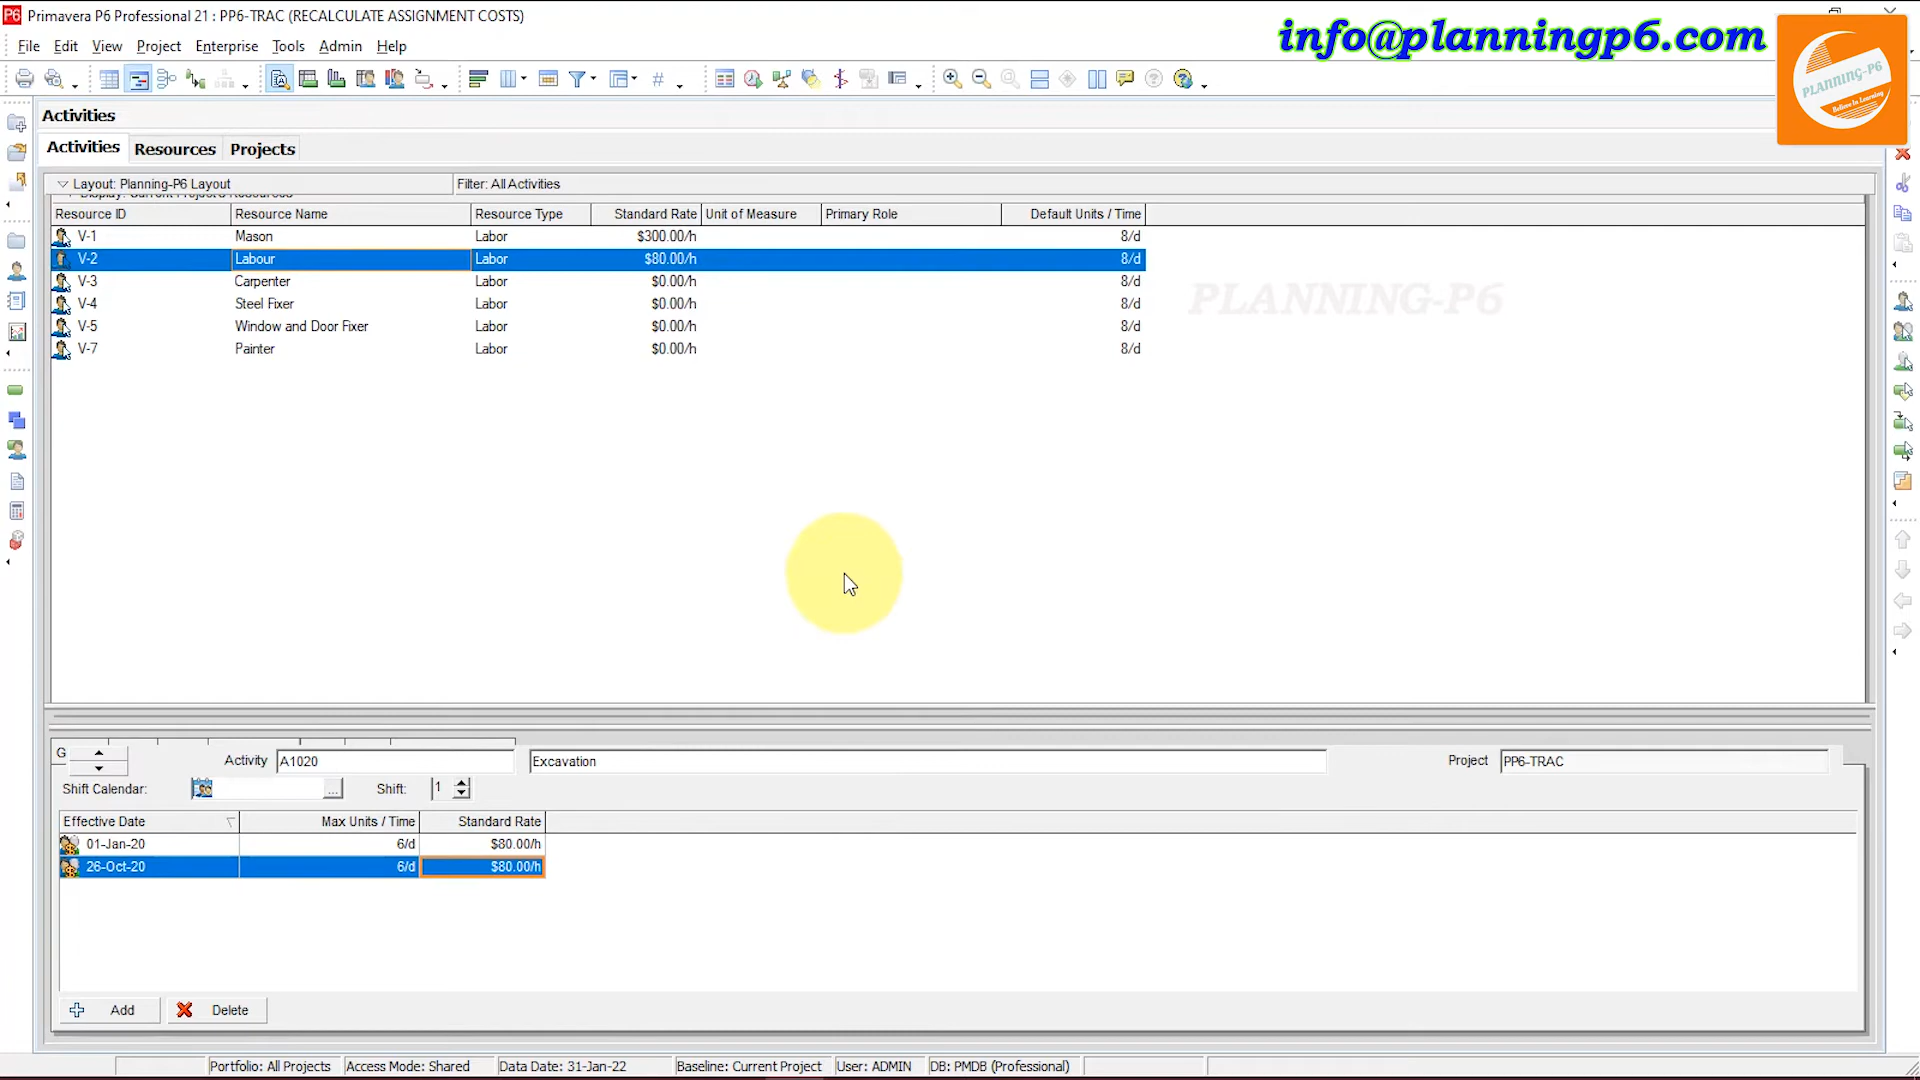 Primavera P6 Professional 21 : PP6-TRAC (RECALCULATE ASSIGNMENT COSTS)
info@planningp6.com
PLANNING-P6
Believe In Learning
File Edit View Project Enterprise Tools Admin Help
Activities
Activities Resources Projects
Layout: Planning-P6 Layout Filter: All Activities
Display: Current Project's Resources
Resource ID Resource Name Resource Type Standard Rate Unit of Measure Primary Role Default Units / Time
V-1 Mason Labor $300.00/h 8/d
V-2 Labour Labor $80.00/h 8/d
V-3 Carpenter Labor $0.00/h 8/d
V-4 Steel Fixer Labor $0.00/h 8/d
V-5 Window and Door Fixer Labor $0.00/h 8/d
V-7 Painter Labor $0.00/h 8/d
PLANNING-P6
G Activity A1020 Excavation Project PP6-TRAC
Shift Calendar: ... Shift: 1
Effective Date Max Units / Time Standard Rate
01-Jan-20 6/d $80.00/h
26-Oct-20 6/d $80.00/h
Add Delete
Portfolio: All Projects Access Mode: Shared Data Date: 31-Jan-22 Baseline: Current Project User: ADMIN DB: PMDB (Professional)